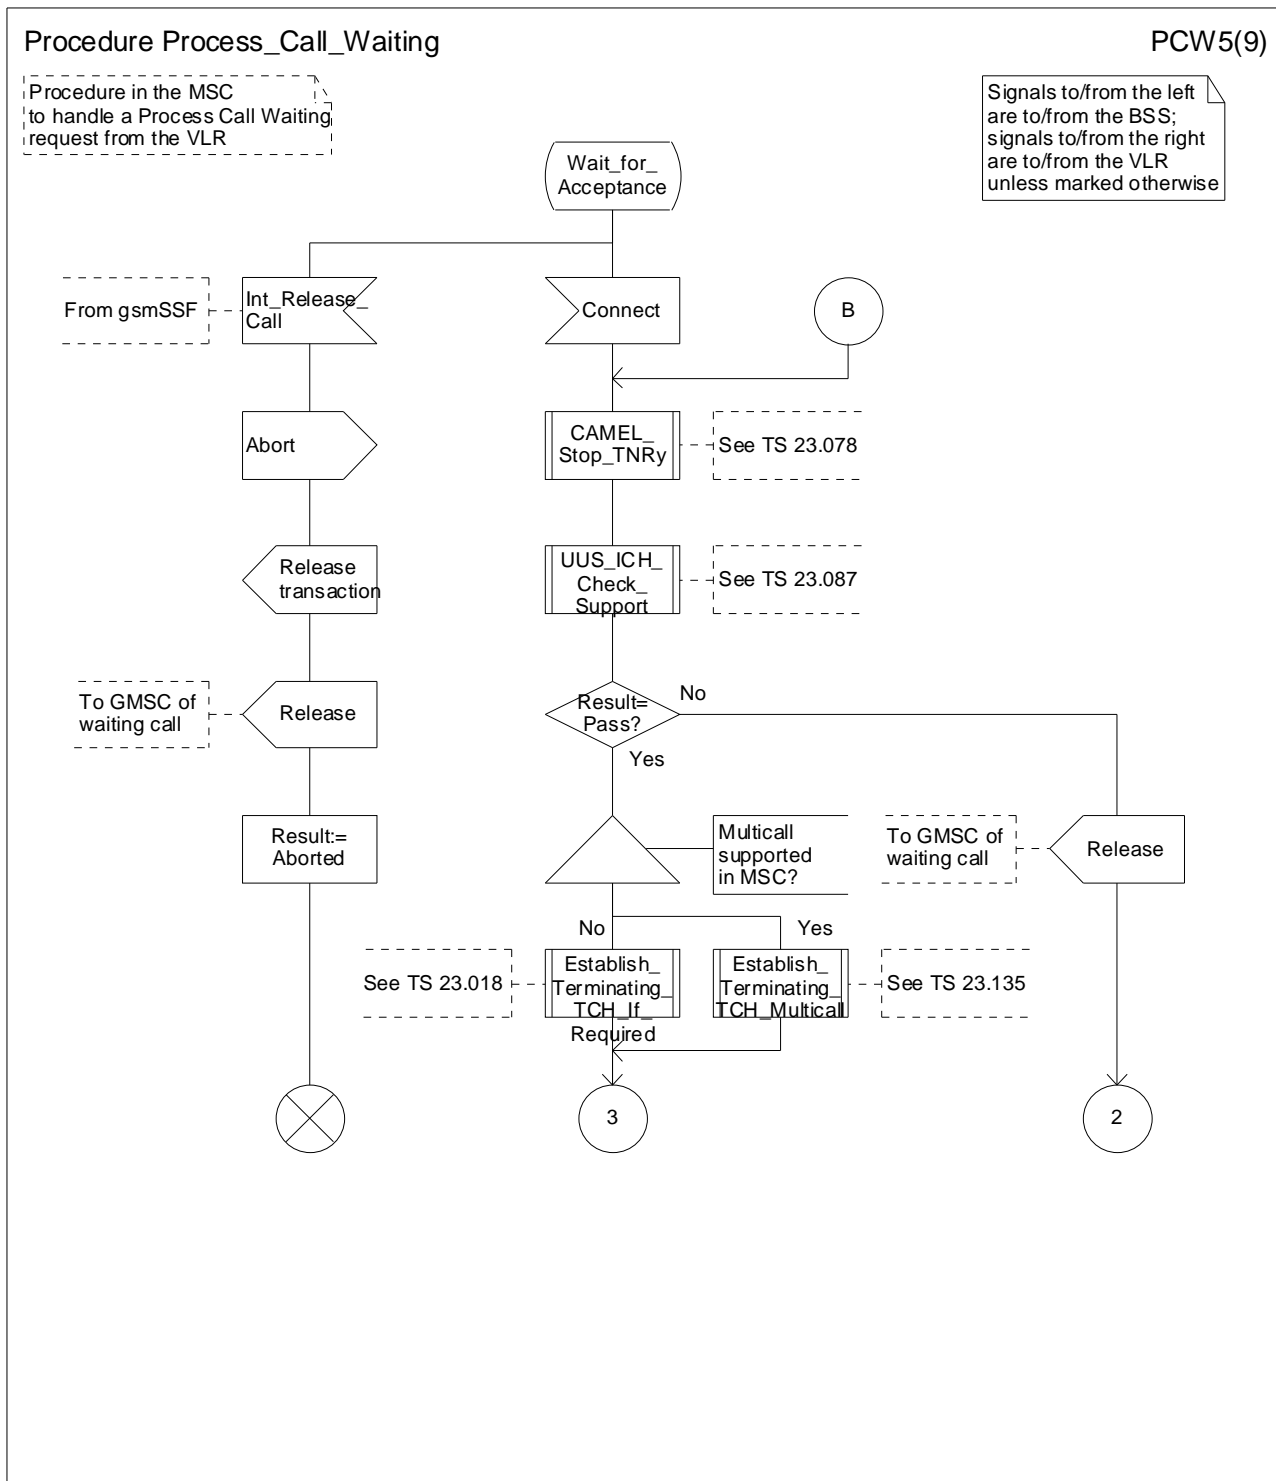 Procedure Process_Call_Waiting
PCW5(9)
Procedure in the MSC
to handle a Process Call Waiting
request from the VLR
Signals to/from the left
are to/from the BSS;
signals to/from the right
are to/from the VLR
unless marked otherwise
Wait_for_
Acceptance
From gsmSSF
Int_Release_
Call
Connect
B
Abort
CAMEL_
Stop_TNRy
See TS 23.078
Release
transaction
UUS_ICH_
Check_
Support
See TS 23.087
To GMSC of
waiting call
Release
Result=
Pass?
No
Yes
Result:=
Aborted
Multicall
supported
in MSC?
To GMSC of
waiting call
Release
No
Yes
See TS 23.018
Establish_
Terminating_
TCH_If_
Required
Establish_
Terminating_
TCH_Multicall
See TS 23.135
3
2